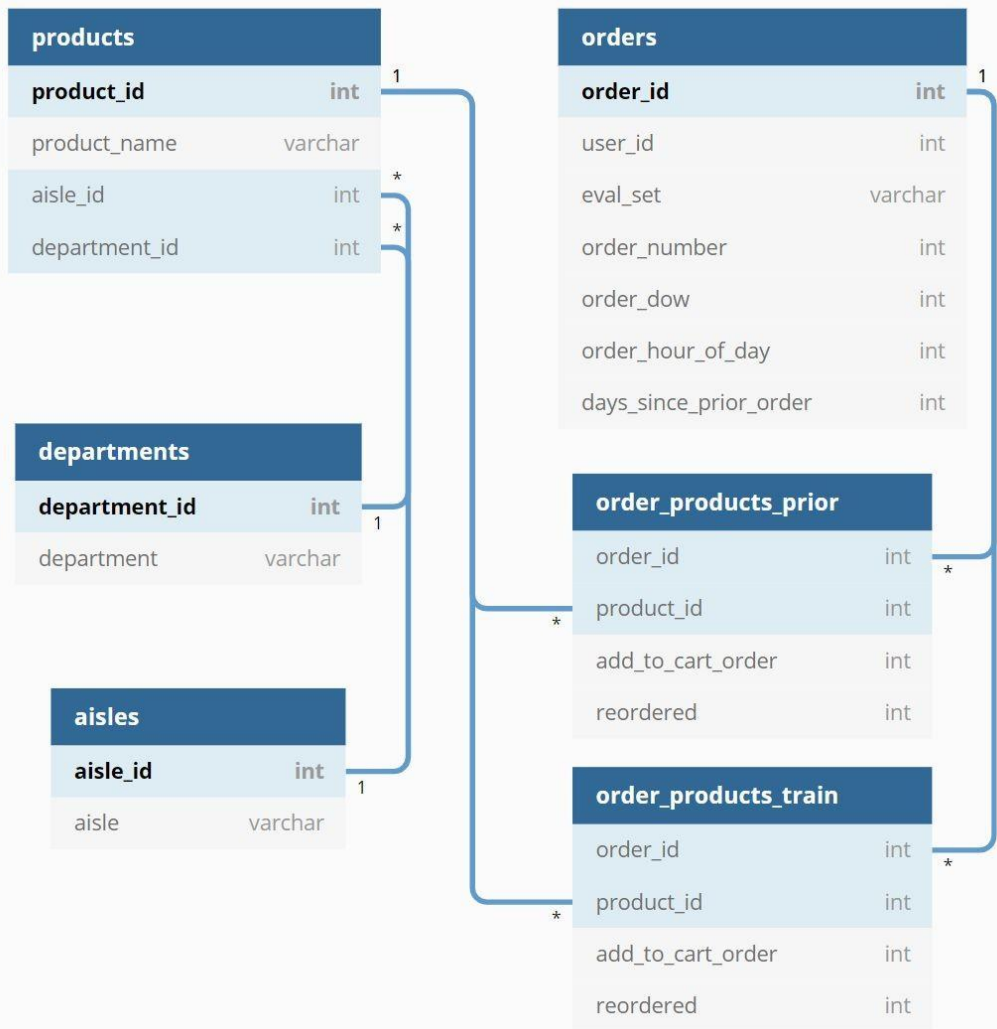 products
product_id int
product_name varchar
aisle_id int
department_id int
1
*
*
departments
department_id int
department varchar
1
aisles
aisle_id int
aisle varchar
1
orders
order_id int
user_id int
eval_set varchar
order_number int
order_dow int
order_hour_of_day int
days_since_prior_order int
1
order_products_prior
order_id int
product_id int
add_to_cart_order int
reordered int
*
*
order_products_train
order_id int
product_id int
add_to_cart_order int
reordered int
*
*